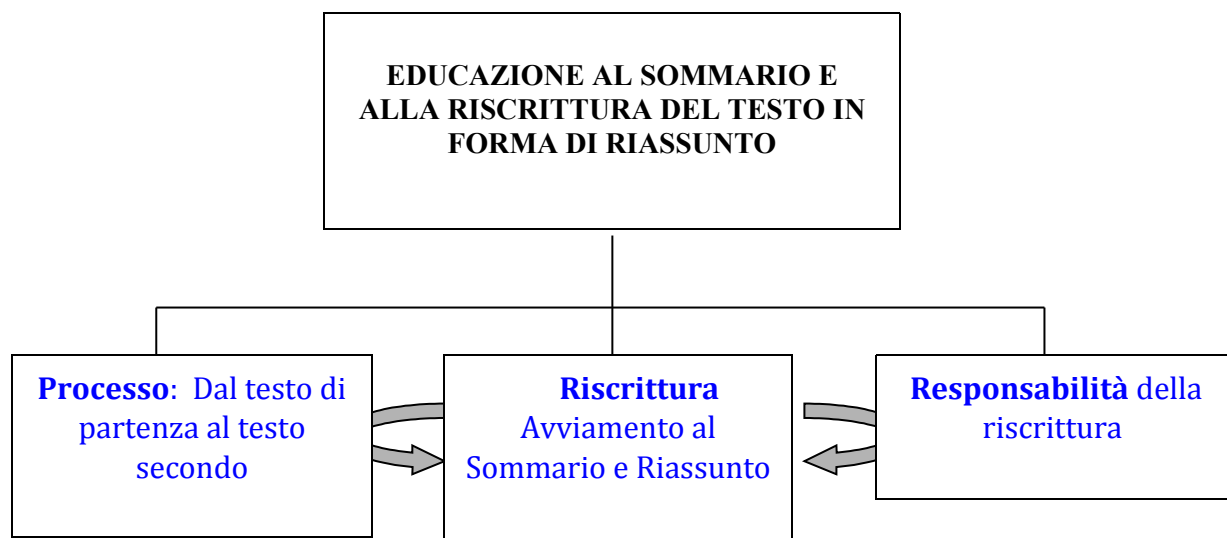 EDUCAZIONE AL SOMMARIO E
ALLA RISCRITTURA DEL TESTO IN
FORMA DI RIASSUNTO
Processo: Dal testo di
partenza al testo
secondo
Riscrittura
Avviamento al
Sommario e Riassunto
Responsabilità della
riscrittura